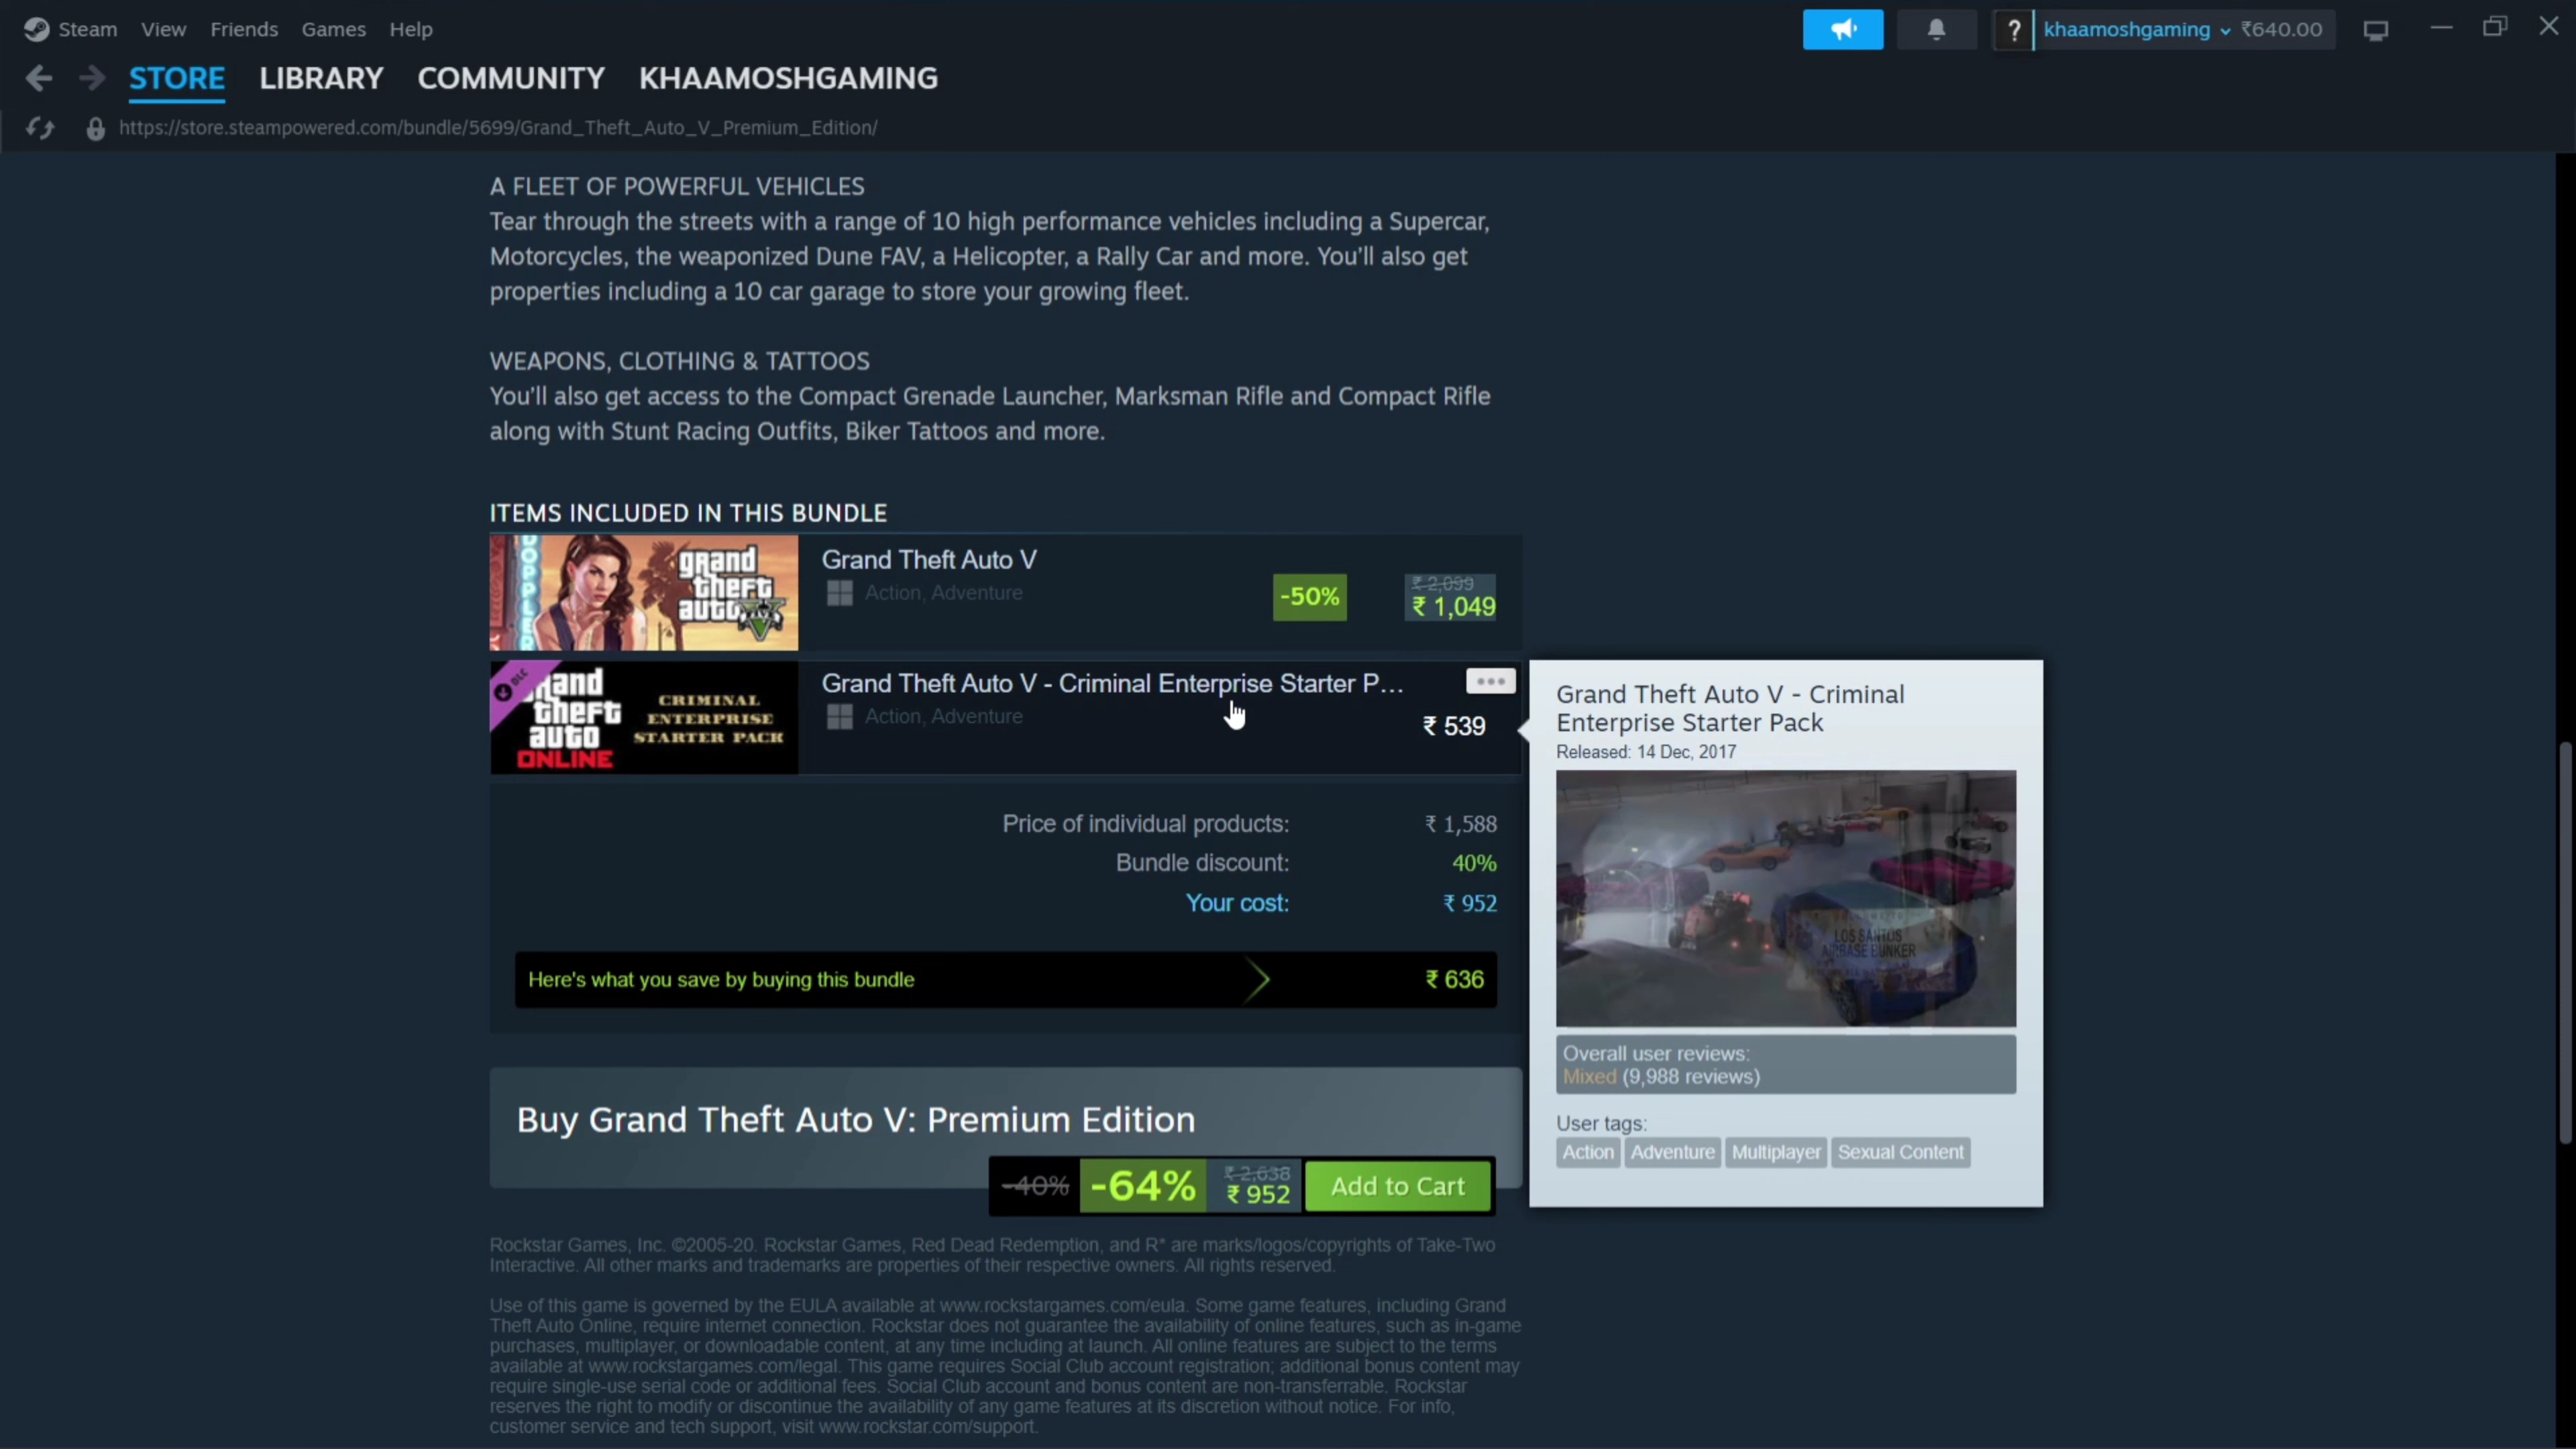 Steam View Friends Games Help
? khaamoshgaming ₹640.00
STORE LIBRARY COMMUNITY KHAAMOSHGAMING
https://store.steampowered.com/bundle/5699/Grand_Theft_Auto_V_Premium_Edition/
A FLEET OF POWERFUL VEHICLES
Tear through the streets with a range of 10 high performance vehicles including a Supercar,
Motorcycles, the weaponized Dune FAV, a Helicopter, a Rally Car and more. You'll also get
properties including a 10 car garage to store your growing fleet.
WEAPONS, CLOTHING & TATTOOS
You'll also get access to the Compact Grenade Launcher, Marksman Rifle and Compact Rifle
along with Stunt Racing Outfits, Biker Tattoos and more.
ITEMS INCLUDED IN THIS BUNDLE
grand
theft
auto V
Grand Theft Auto V
Action, Adventure
-50%
₹ 2,099
₹ 1,049
DLC
theft
auto
ONLINE
CRIMINAL
ENTERPRISE
STARTER PACK
Grand Theft Auto V - Criminal Enterprise Starter P...
Action, Adventure
₹ 539
Price of individual products: ₹ 1,588
Bundle discount: 40%
Your cost: ₹ 952
Here's what you save by buying this bundle ₹ 636
Buy Grand Theft Auto V: Premium Edition
-40% -64% ₹ 2,638
₹ 952
Add to Cart
Grand Theft Auto V - Criminal
Enterprise Starter Pack
Released: 14 Dec, 2017
LOS SANTOS
AIRBASE BUNKER
Overall user reviews:
Mixed (9,988 reviews)
User tags:
Action Adventure Multiplayer Sexual Content
Rockstar Games, Inc. ©2005-20. Rockstar Games, Red Dead Redemption, and R* are marks/logos/copyrights of Take-Two
Interactive. All other marks and trademarks are properties of their respective owners. All rights reserved.
Use of this game is governed by the EULA available at www.rockstargames.com/eula. Some game features, including Grand
Theft Auto Online, require internet connection. Rockstar does not guarantee the availability of online features, such as in-game
purchases, multiplayer, or downloadable content, at any time including at launch. All online features are subject to the terms
available at www.rockstargames.com/legal. This game requires Social Club account registration; additional bonus content may
require single-use serial code or additional fees. Social Club account and bonus content are non-transferrable. Rockstar
reserves the right to modify or discontinue the availability of any game features at its discretion without notice. For info,
customer service and tech support, visit www.rockstar.com/support.